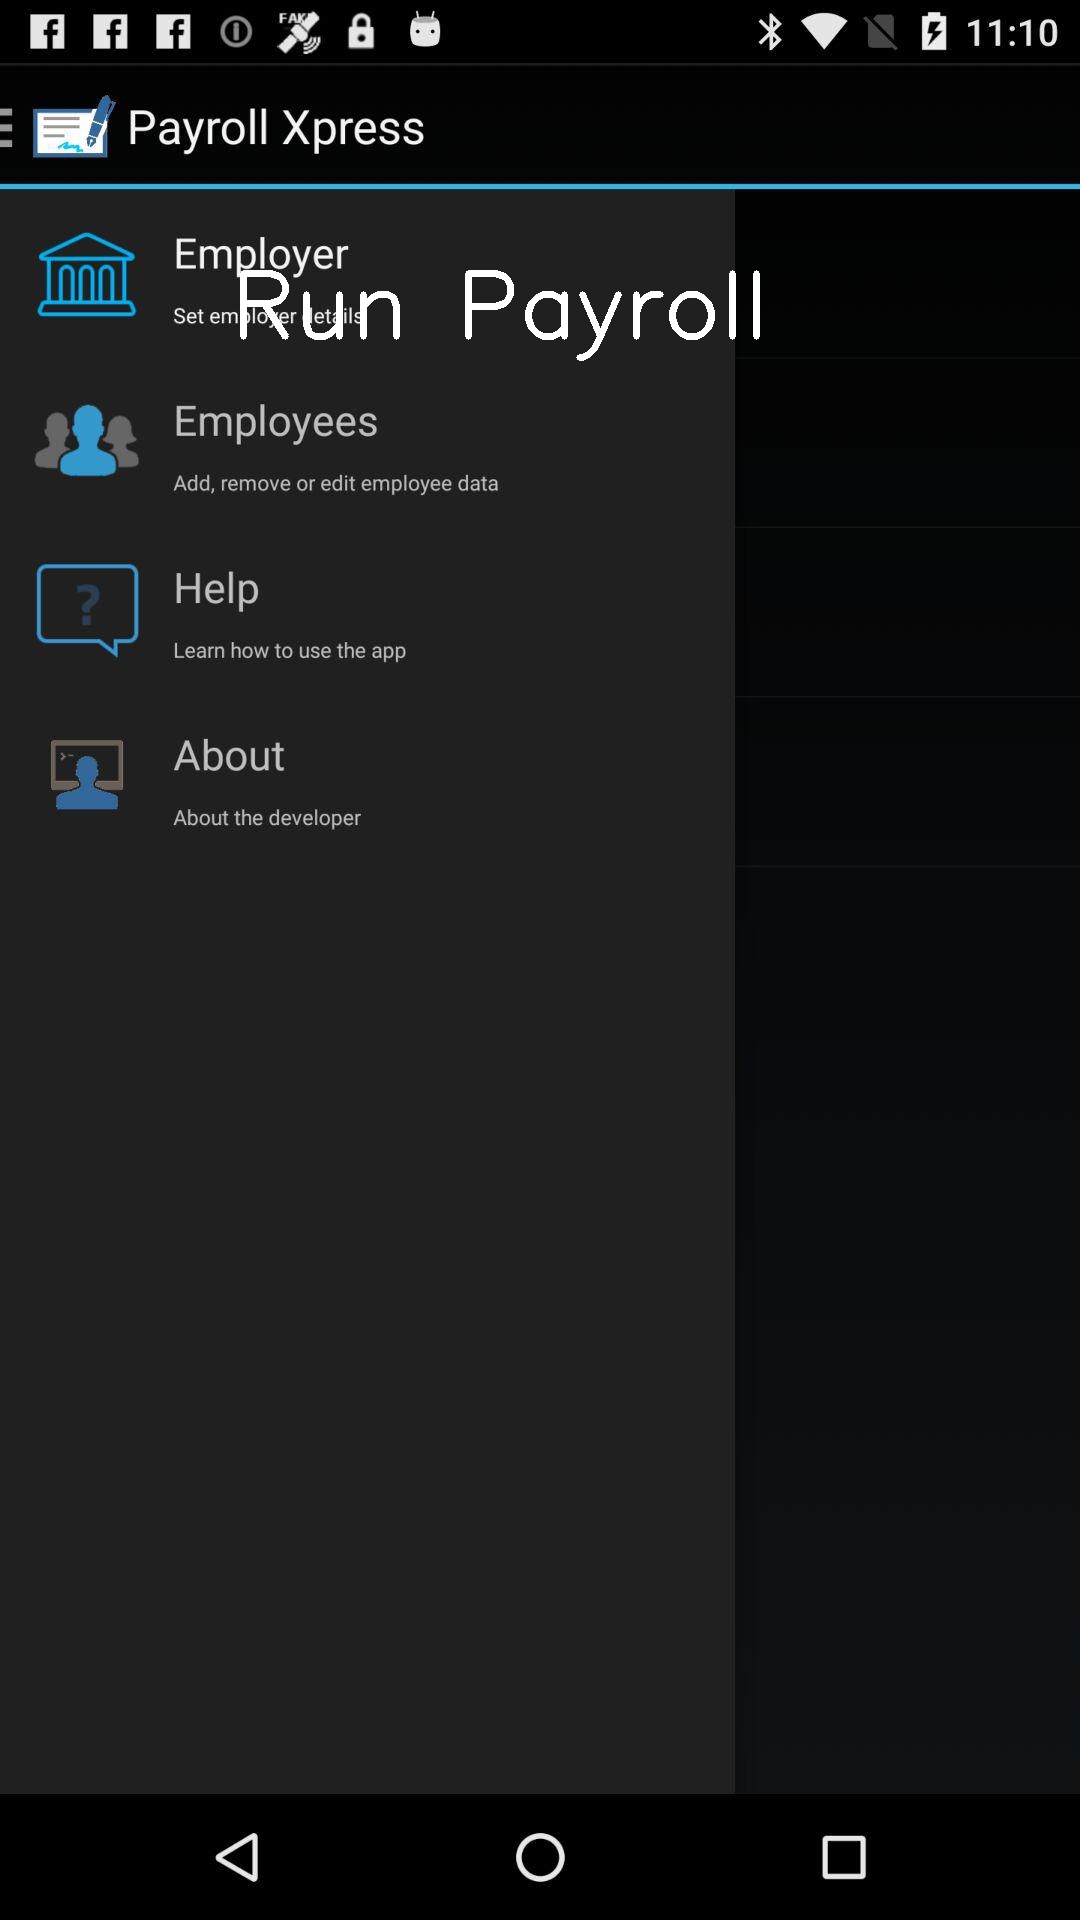 FAKE
11:10
Payroll Xpress
Employer
Run Payroll
Set employer details
Employees
Add, remove or edit employee data
?
Help
Learn how to use the app
About
About the developer